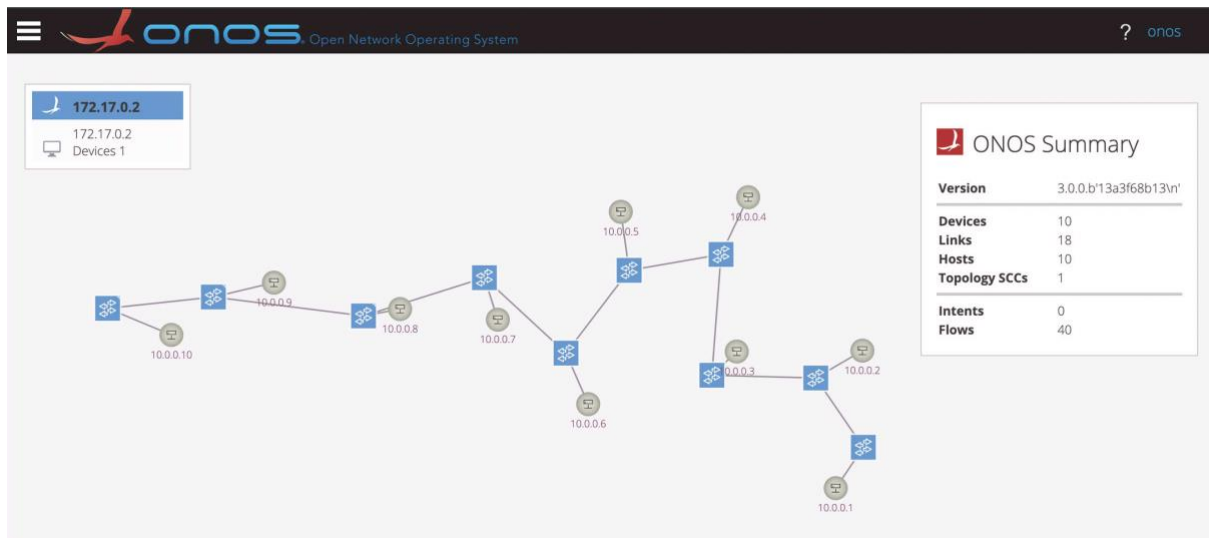 onos. Open Network Operating System
? onos
172.17.0.2
172.17.0.2
Devices 1
ONOS Summary
Version 3.0.0.b'13a3f68b13\n'
Devices 10
Links 18
Hosts 10
Topology SCCs 1
Intents 0
Flows 40
10.0.0.4
10.0.0.5
10.0.0.9
10.0.0.8
10.0.0.7
10.0.0.10
10.0.0.3
10.0.0.2
10.0.0.6
10.0.0.1